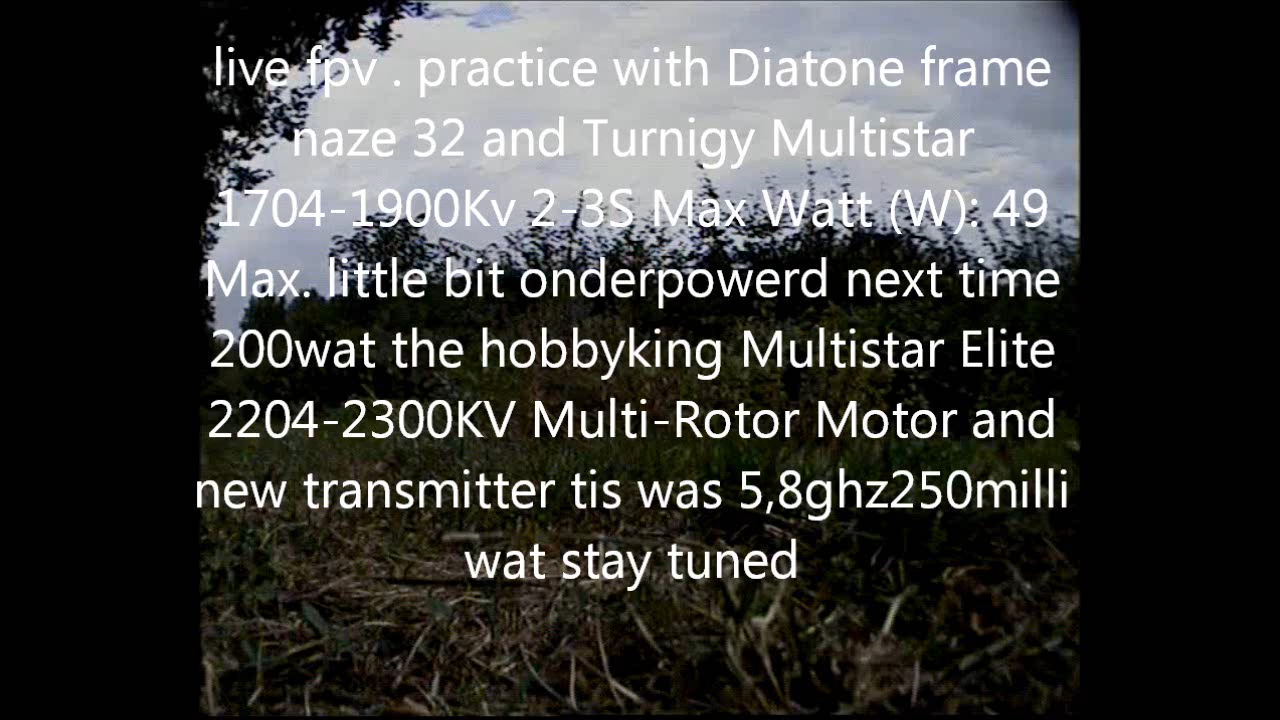 live fpv . practice with Diatone frame
naze 32 and Turnigy Multistar
1704-1900Kv 2-3S Max Watt (W): 49
Max. little bit onderpowerd next time
200wat the hobbyking Multistar Elite
2204-2300KV Multi-Rotor Motor and
new transmitter tis was 5,8ghz250milli
wat stay tuned